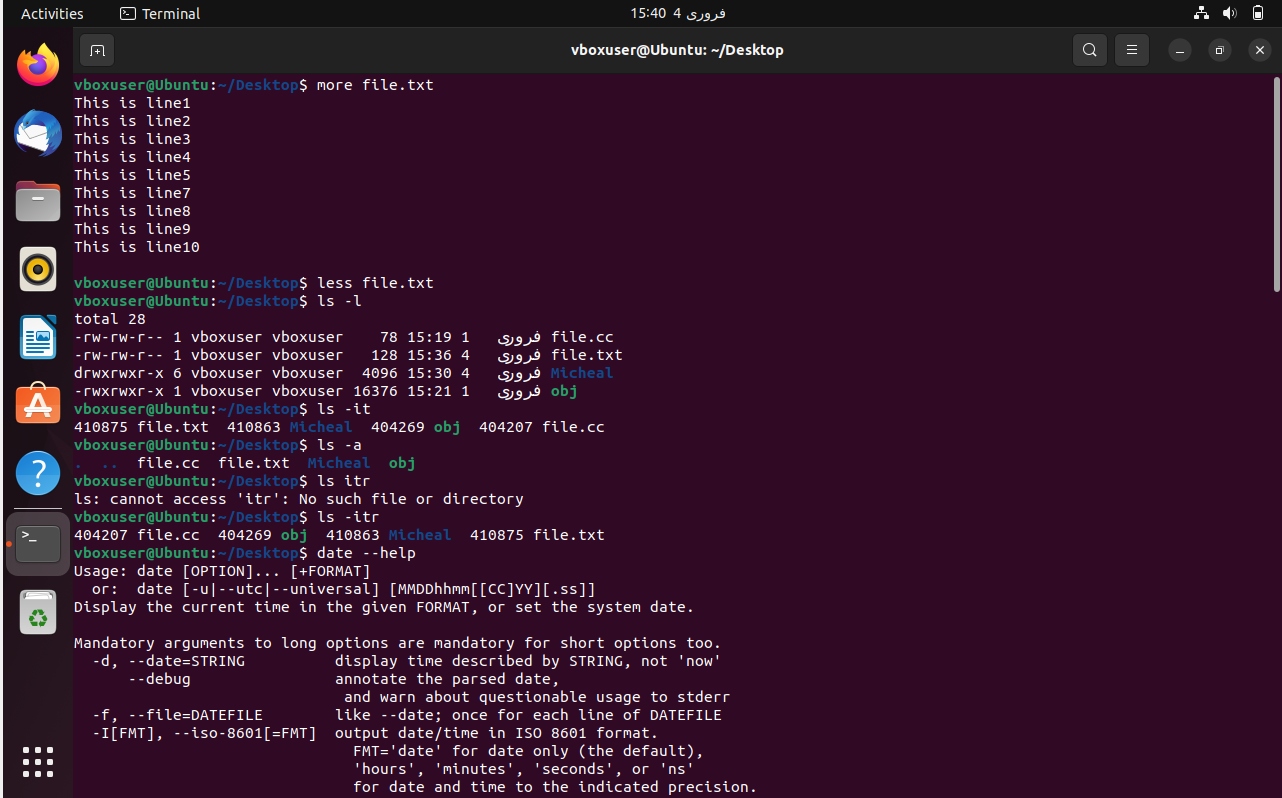 Activities Terminal فروری 4 15:40
vboxuser@Ubuntu: ~/Desktop
vboxuser@Ubuntu:~/Desktop$ more file.txt
This is line1
This is line2
This is line3
This is line4
This is line5
This is line7
This is line8
This is line9
This is line10
vboxuser@Ubuntu:~/Desktop$ less file.txt
vboxuser@Ubuntu:~/Desktop$ ls -l
total 28
-rw-rw-r-- 1 vboxuser vboxuser    78 15:19 1   فروری file.cc
-rw-rw-r-- 1 vboxuser vboxuser   128 15:36 4   فروری file.txt
drwxrwxr-x 6 vboxuser vboxuser  4096 15:30 4   فروری Micheal
-rwxrwxr-x 1 vboxuser vboxuser 16376 15:21 1   فروری obj
vboxuser@Ubuntu:~/Desktop$ ls -it
410875 file.txt  410863 Micheal  404269 obj  404207 file.cc
vboxuser@Ubuntu:~/Desktop$ ls -a
.  ..  file.cc  file.txt  Micheal  obj
vboxuser@Ubuntu:~/Desktop$ ls itr
ls: cannot access 'itr': No such file or directory
vboxuser@Ubuntu:~/Desktop$ ls -itr
404207 file.cc  404269 obj  410863 Micheal  410875 file.txt
vboxuser@Ubuntu:~/Desktop$ date --help
Usage: date [OPTION]... [+FORMAT]
  or:  date [-u|--utc|--universal] [MMDDhhmm[[CC]YY][.ss]]
Display the current time in the given FORMAT, or set the system date.
Mandatory arguments to long options are mandatory for short options too.
  -d, --date=STRING          display time described by STRING, not 'now'
      --debug                annotate the parsed date,
                              and warn about questionable usage to stderr
  -f, --file=DATEFILE        like --date; once for each line of DATEFILE
  -I[FMT], --iso-8601[=FMT]  output date/time in ISO 8601 format.
                               FMT='date' for date only (the default),
                               'hours', 'minutes', 'seconds', or 'ns'
                               for date and time to the indicated precision.